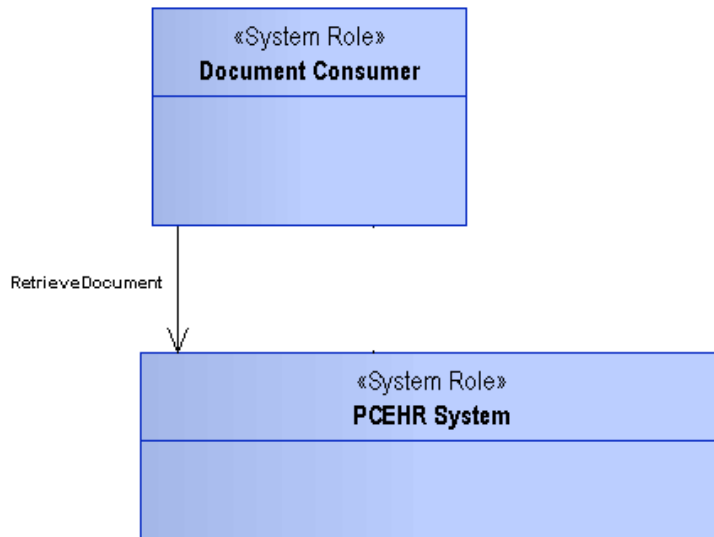 «System Role»
Document Consumer
RetrieveDocument
«System Role»
PCEHR System